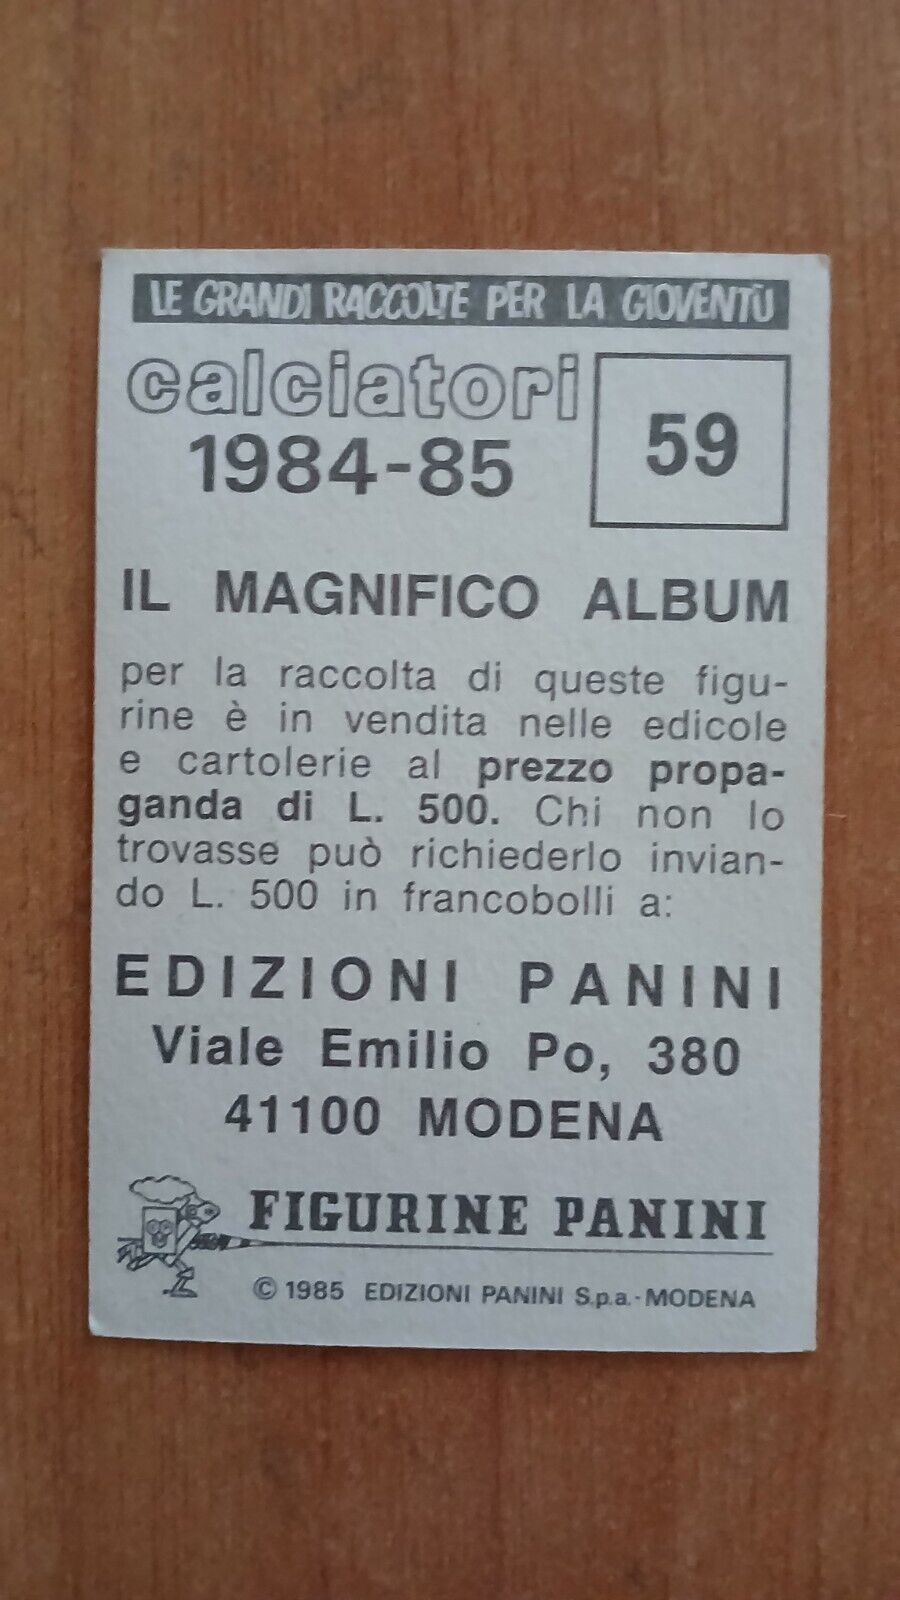 LE GRANDI RACCOLTE PER LA GIOVENTÙ
calciatori
1984-85
59
IL MAGNIFICO ALBUM
per la raccolta di queste figu-
rine è in vendita nelle edicole
e cartolerie al prezzo propa-
ganda di L. 500. Chi non lo
trovasse può richiederlo invian-
do L. 500 in francobolli a:
EDIZIONI PANINI
Viale Emilio Po, 380
41100 MODENA
FIGURINE PANINI
© 1985 EDIZIONI PANINI S.p.a.-MODENA